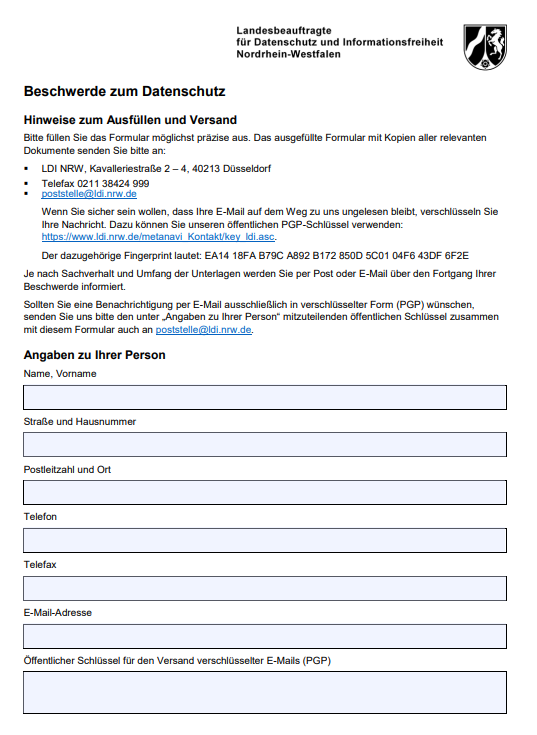 Landesbeauftragte
für Datenschutz und Informationsfreiheit
Nordrhein-Westfalen
Beschwerde zum Datenschutz
Hinweise zum Ausfüllen und Versand
Bitte füllen Sie das Formular möglichst präzise aus. Das ausgefüllte Formular mit Kopien aller relevanten
Dokumente senden Sie bitte an:
▪ LDI NRW, Kavalleriestraße 2 – 4, 40213 Düsseldorf
▪ Telefax 0211 38424 999
▪ poststelle@ldi.nrw.de
Wenn Sie sicher sein wollen, dass Ihre E-Mail auf dem Weg zu uns ungelesen bleibt, verschlüsseln Sie
Ihre Nachricht. Dazu können Sie unseren öffentlichen PGP-Schlüssel verwenden:
https://www.ldi.nrw.de/metanavi_Kontakt/key_ldi.asc.
Der dazugehörige Fingerprint lautet: EA14 18FA B79C A892 B172 850D 5C01 04F6 43DF 6F2E
Je nach Sachverhalt und Umfang der Unterlagen werden Sie per Post oder E-Mail über den Fortgang Ihrer
Beschwerde informiert.
Sollten Sie eine Benachrichtigung per E-Mail ausschließlich in verschlüsselter Form (PGP) wünschen,
senden Sie uns bitte den unter „Angaben zu Ihrer Person“ mitzuteilenden öffentlichen Schlüssel zusammen
mit diesem Formular auch an poststelle@ldi.nrw.de.
Angaben zu Ihrer Person
Name, Vorname
Straße und Hausnummer
Postleitzahl und Ort
Telefon
Telefax
E-Mail-Adresse
Öffentlicher Schlüssel für den Versand verschlüsselter E-Mails (PGP)